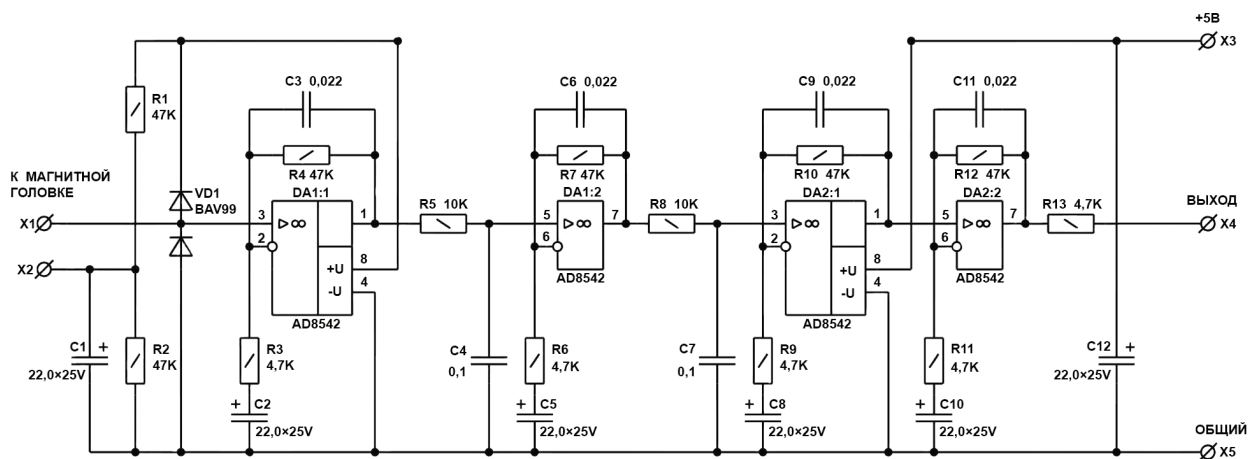 +5В
X3
C3 0,022
C6 0,022
C9 0,022
C11 0,022
R1
47K
R4 47K
R7 47K
R10 47K
R12 47K
К МАГНИТНОЙ
ГОЛОВКЕ
VD1
BAV99
DA1:1
DA1:2
DA2:1
DA2:2
X1
3
▷∞
1
R5 10K
5
▷∞
7
R8 10K
3
▷∞
1
5
▷∞
7
R13 4,7K
ВЫХОД
X4
2
6
2
6
X2
+U
8
-U
4
AD8542
AD8542
+U
8
-U
4
AD8542
AD8542
C1
+
22,0×25V
R2
47K
R3
4,7K
C4
0,1
R6
4,7K
C7
0,1
R9
4,7K
R11
4,7K
C12
+
22,0×25V
+
C2
22,0×25V
+
C5
22,0×25V
+
C8
22,0×25V
+
C10
22,0×25V
ОБЩИЙ
X5